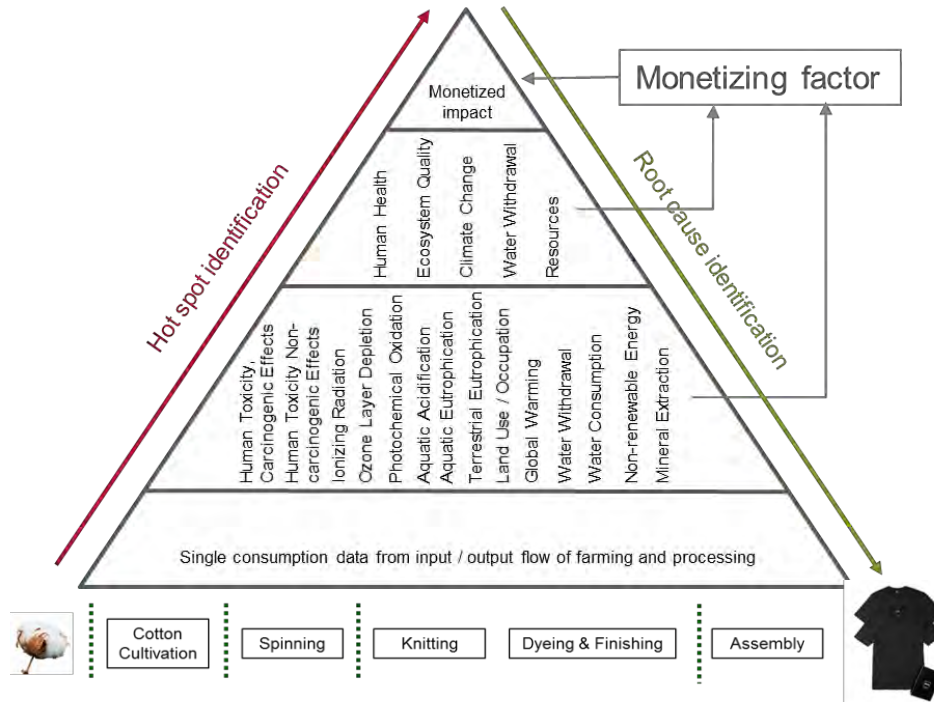 Monetizing factor
Monetized
impact
Hot spot identification
Root cause identification
Human Health
Ecosystem Quality
Climate Change
Water Withdrawal
Resources
Human Toxicity,
Carcinogenic Effects
Human Toxicity Non-
carcinogenic Effects
Ionizing Radiation
Ozone Layer Depletion
Photochemical Oxidation
Aquatic Acidification
Aquatic Eutrophication
Terrestrial Eutrophication
Land Use / Occupation
Global Warming
Water Withdrawal
Water Consumption
Non-renewable Energy
Mineral Extraction
Single consumption data from input / output flow of farming and processing
Cotton
Cultivation
Spinning
Knitting
Dyeing & Finishing
Assembly